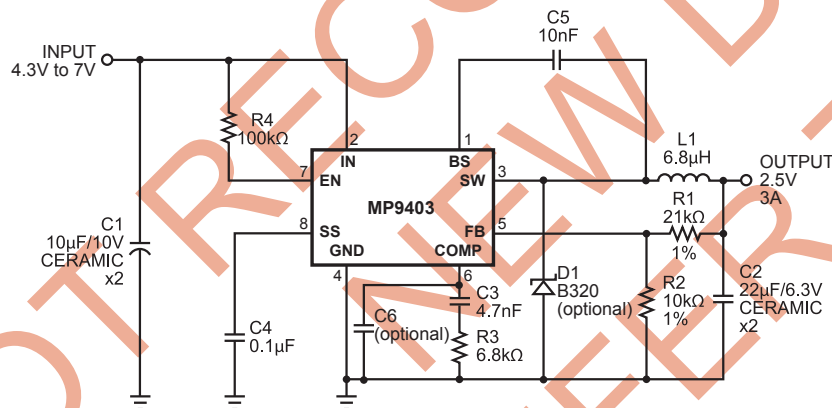 INPUT
4.3V to 7V
C5
10nF
R4
100kΩ
2
1
IN
BS
7
EN
SW
3
L1
6.8µH
OUTPUT
2.5V
3A
MP9403
C1
10µF/10V
CERAMIC
x2
8
SS
FB
5
R1
21kΩ
1%
GND
COMP
4
6
C4
0.1µF
C6
(optional)
C3
4.7nF
R3
6.8kΩ
D1
B320
(optional)
R2
10kΩ
1%
C2
22µF/6.3V
CERAMIC
x2